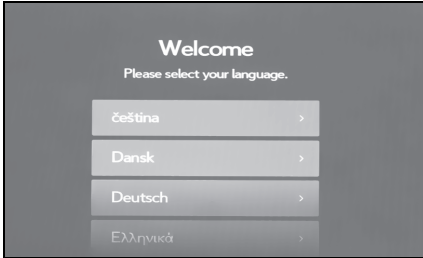 Welcome
Please select your language.
čeština
Dansk
Deutsch
Ελληνικά